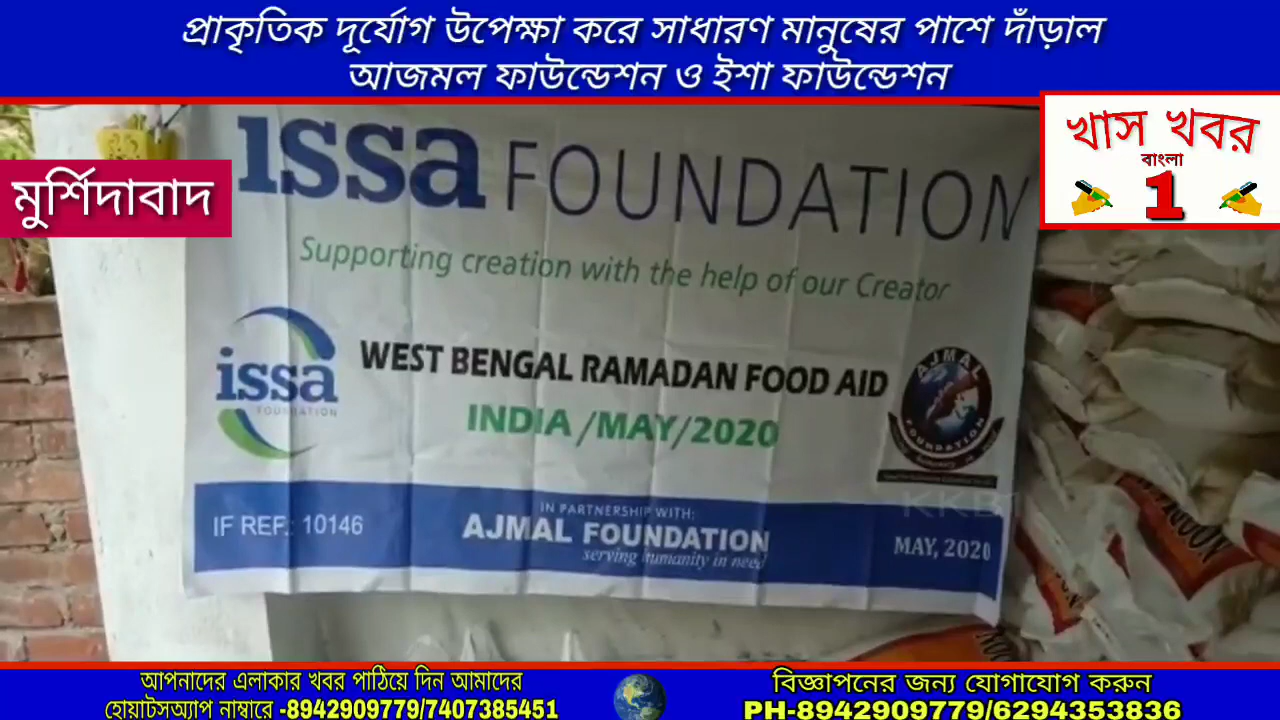 প্রাকৃতিক দূর্যোগ উপেক্ষা করে সাধারণ মানুষের পাশে দাঁড়াল
আজমল ফাউন্ডেশন ও ইশা ফাউন্ডেশন
খাস খবর
বাংলা
1
মুর্শিদাবাদ
issa FOUNDATION
Supporting creation with the help of our Creator
issa
FOUNDATION
WEST BENGAL RAMADAN FOOD AID
INDIA /MAY/2020
AJMAL
FOUNDATION
KKB1
IF REF: 10146
IN PARTNERSHIP WITH:
AJMAL FOUNDATION
serving humanity in need
MAY, 2020
আপনাদের এলাকার খবর পাঠিয়ে দিন আমাদের
হোয়াটসঅ্যাপ নাম্বারে -8942909779/7407385451
বিজ্ঞাপনের জন্য যোগাযোগ করুন
PH-8942909779/6294353836